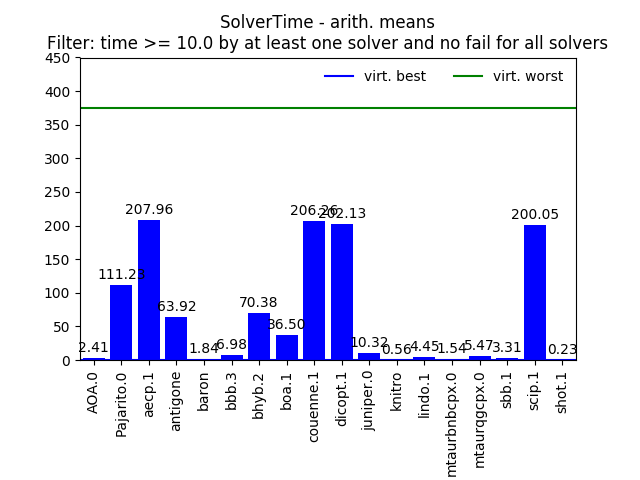 SolverTime - arith. means
Filter: time >= 10.0 by at least one solver and no fail for all solvers
virt. best
virt. worst
450
400
350
300
250
200
150
100
50
0
2.41
111.23
207.96
63.92
1.84
6.98
70.38
36.50
206.26
202.13
10.32
0.56
4.45
1.54
5.47
3.31
200.05
0.23
AOA.0
Pajarito.0
aecp.1
antigone
baron
bbb.3
bhyb.2
boa.1
couenne.1
dicopt.1
juniper.0
knitro
lindo.1
mtaurbnbcpx.0
mtaurqgcpx.0
sbb.1
scip.1
shot.1